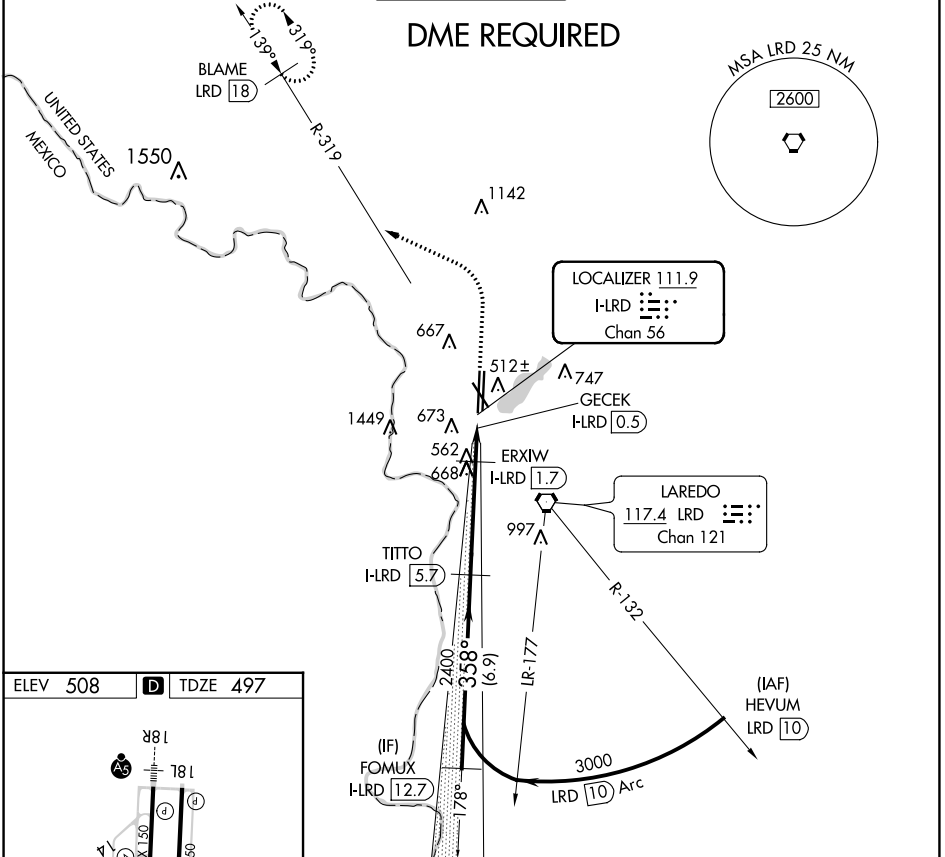 DME REQUIRED
139°
319°
BLAME
LRD 18
R-319
MSA LRD 25 NM
2600
UNITED STATES
MEXICO
1550
1142
LOCALIZER 111.9
I-LRD
Chan 56
667
512±
747
GECEK
I-LRD 0.5
1449
673
562
668
ERXIW
I-LRD 1.7
LAREDO
117.4 LRD
Chan 121
997
TITTO
I-LRD 5.7
R-132
2400
358°
(6.9)
LR-177
(IAF)
HEVUM
LRD 10
3000
LRD 10 Arc
(IF)
FOMUX
I-LRD 12.7
178°
ELEV 508
D
TDZE 497
18R
18L
A5
P
P
X 150
50